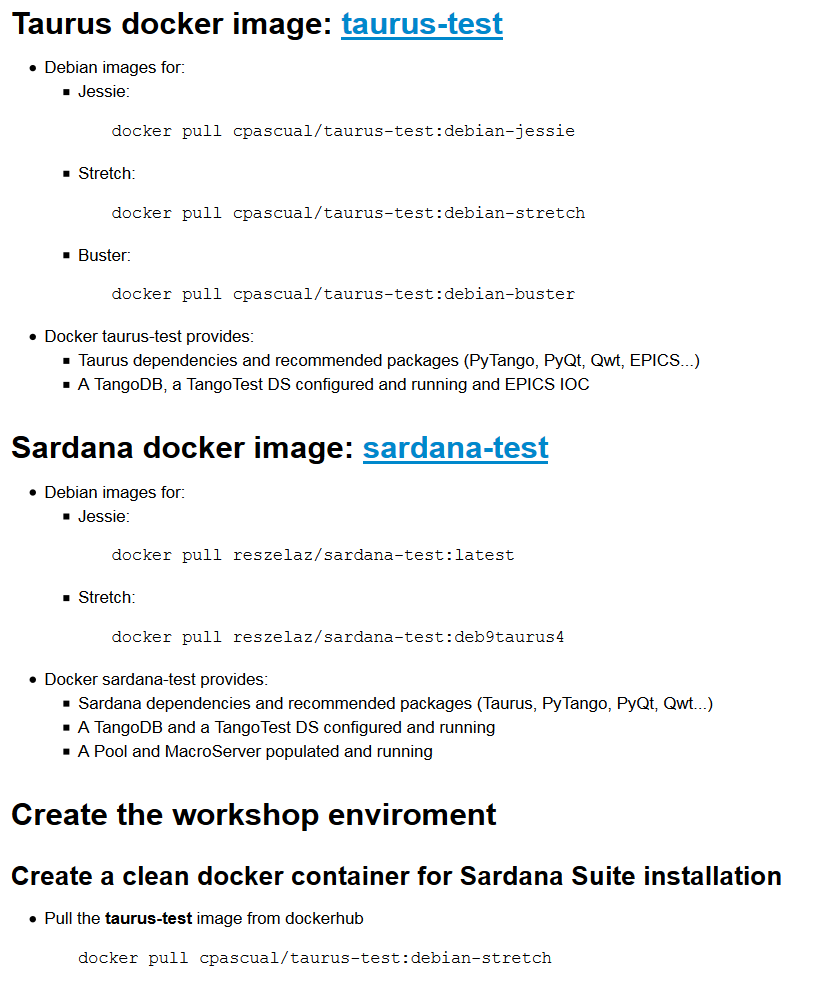 Taurus docker image: taurus-test
• Debian images for:
▪ Jessie:
docker pull cpascual/taurus-test:debian-jessie
▪ Stretch:
docker pull cpascual/taurus-test:debian-stretch
▪ Buster:
docker pull cpascual/taurus-test:debian-buster
• Docker taurus-test provides:
▪ Taurus dependencies and recommended packages (PyTango, PyQt, Qwt, EPICS...)
▪ A TangoDB, a TangoTest DS configured and running and EPICS IOC
Sardana docker image: sardana-test
• Debian images for:
▪ Jessie:
docker pull reszelaz/sardana-test:latest
▪ Stretch:
docker pull reszelaz/sardana-test:deb9taurus4
• Docker sardana-test provides:
▪ Sardana dependencies and recommended packages (Taurus, PyTango, PyQt, Qwt...)
▪ A TangoDB and a TangoTest DS configured and running
▪ A Pool and MacroServer populated and running
Create the workshop enviroment
Create a clean docker container for Sardana Suite installation
• Pull the taurus-test image from dockerhub
docker pull cpascual/taurus-test:debian-stretch